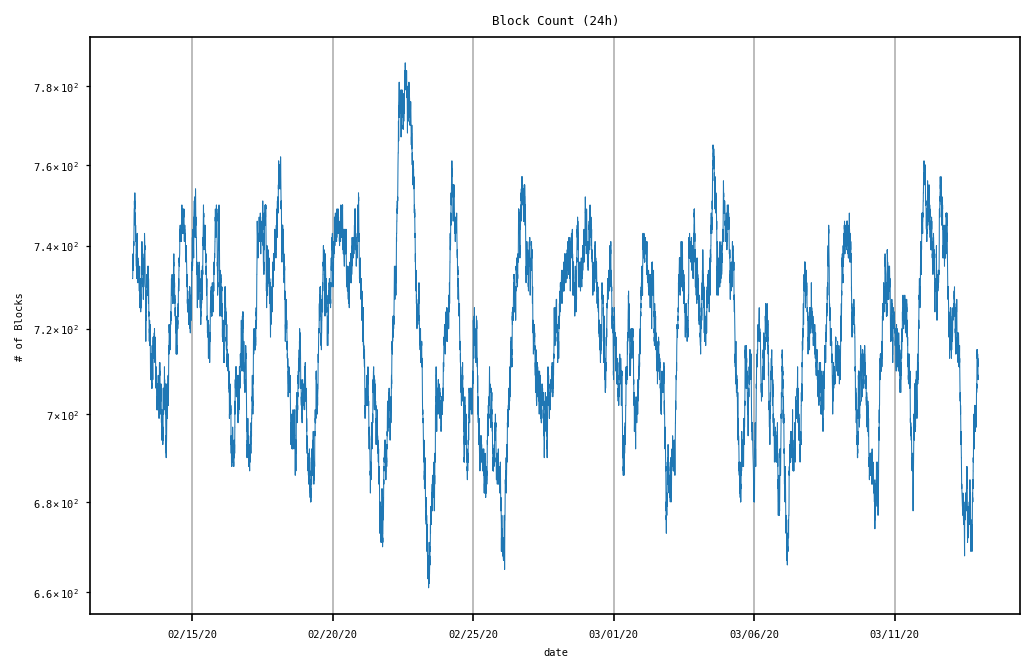 Block Count (24h)
7.8×10²
7.6×10²
7.4×10²
7.2×10²
7×10²
6.8×10²
6.6×10²
# of Blocks
02/15/20 02/20/20 02/25/20 03/01/20 03/06/20 03/11/20
date